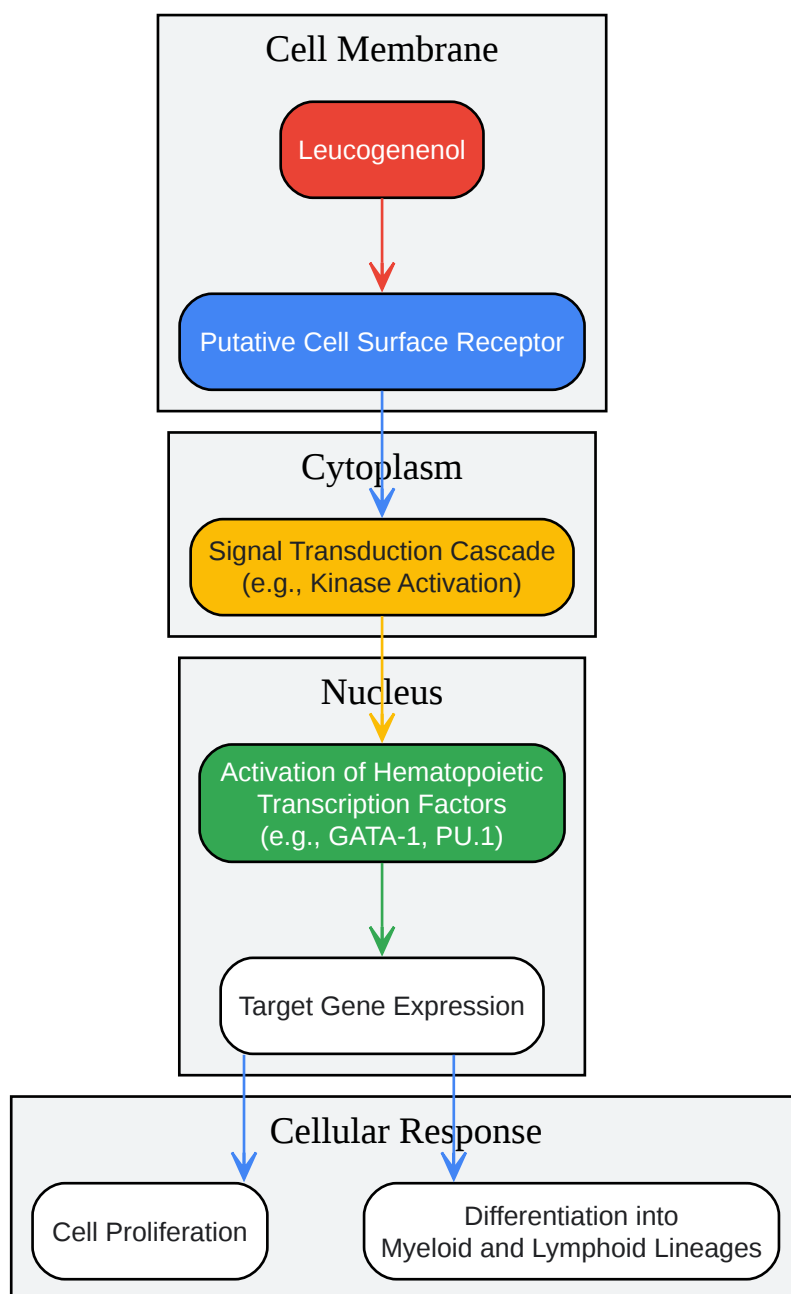 Cell Membrane
Leucogenenol
Putative Cell Surface Receptor
Cytoplasm
Signal Transduction Cascade
(e.g., Kinase Activation)
Nucleus
Activation of Hematopoietic
Transcription Factors
(e.g., GATA-1, PU.1)
Target Gene Expression
Cellular Response
Cell Proliferation
Differentiation into
Myeloid and Lymphoid Lineages